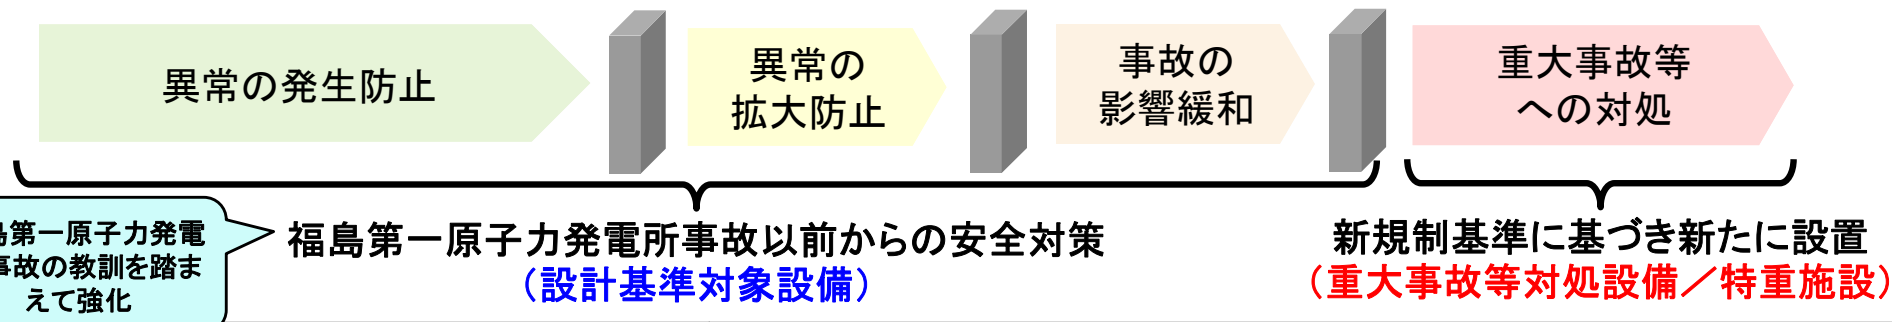 異常の発生防止
異常の
拡大防止
事故の
影響緩和
重大事故等
への対処
島第一原子力発電
事故の教訓を踏ま
えて強化
福島第一原子力発電所事故以前からの安全対策
（設計基準対象設備）
新規制基準に基づき新たに設置
（重大事故等対処設備／特重施設）